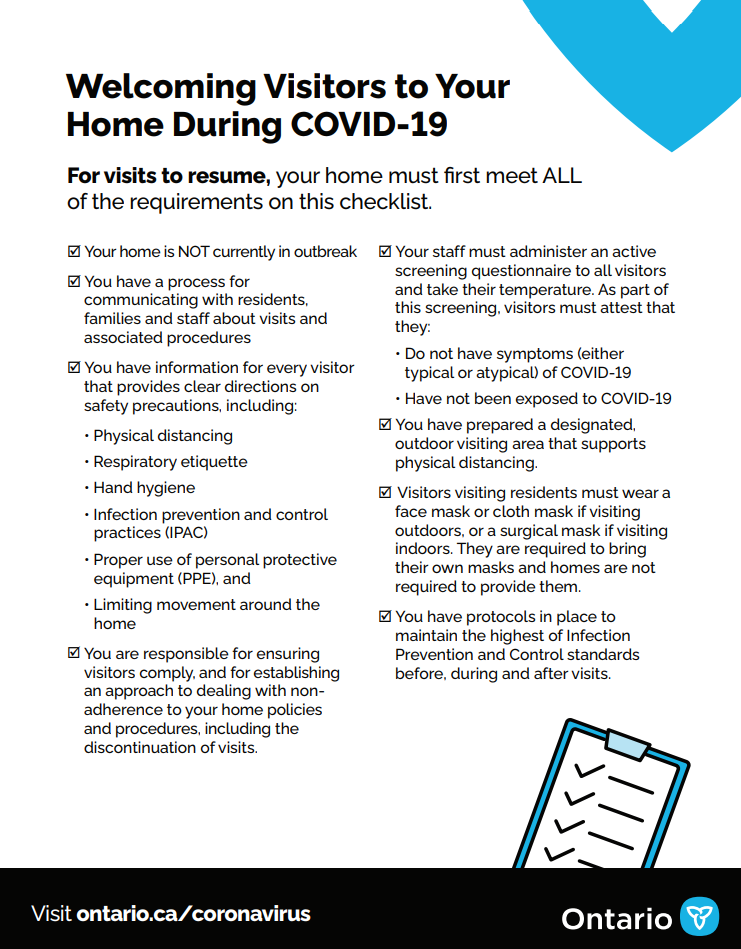 Welcoming Visitors to Your
Home During COVID-19
For visits to resume, your home must first meet ALL
of the requirements on this checklist.
☑ Your home is NOT currently in outbreak
☑ You have a process for
communicating with residents,
families and staff about visits and
associated procedures
☑ You have information for every visitor
that provides clear directions on
safety precautions, including:
• Physical distancing
• Respiratory etiquette
• Hand hygiene
• Infection prevention and control
practices (IPAC)
• Proper use of personal protective
equipment (PPE), and
• Limiting movement around the
home
☑ You are responsible for ensuring
visitors comply, and for establishing
an approach to dealing with non-
adherence to your home policies
and procedures, including the
discontinuation of visits.
☑ Your staff must administer an active
screening questionnaire to all visitors
and take their temperature. As part of
this screening, visitors must attest that
they:
• Do not have symptoms (either
typical or atypical) of COVID-19
• Have not been exposed to COVID-19
☑ You have prepared a designated,
outdoor visiting area that supports
physical distancing.
☑ Visitors visiting residents must wear a
face mask or cloth mask if visiting
outdoors, or a surgical mask if visiting
indoors. They are required to bring
their own masks and homes are not
required to provide them.
☑ You have protocols in place to
maintain the highest of Infection
Prevention and Control standards
before, during and after visits.
Visit ontario.ca/coronavirus
Ontario